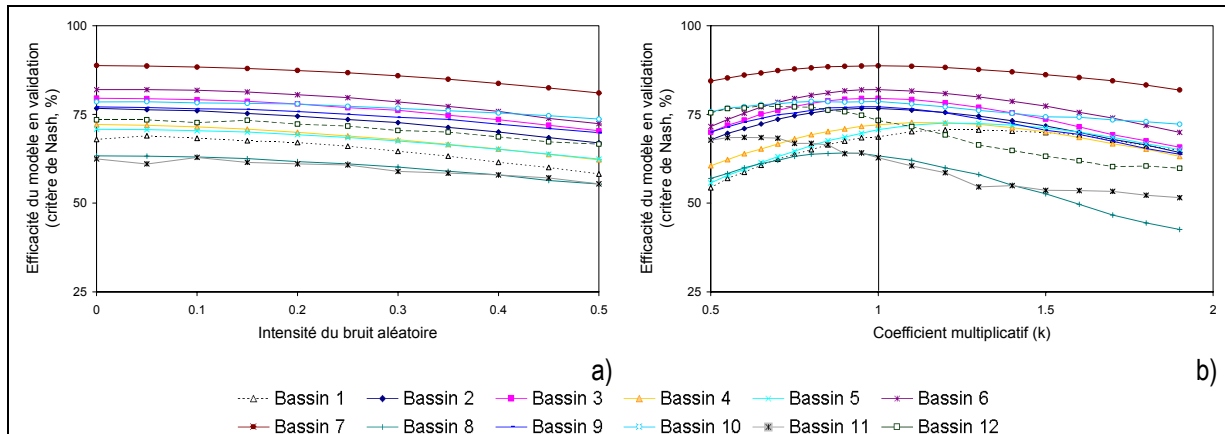 Efficacité du modèle en validation
(critère de Nash, %)
100
75
50
25
0
0.1
0.2
0.3
0.4
0.5
Intensité du bruit aléatoire
a)
Efficacité du modèle en validation
(critère de Nash, %)
100
75
50
25
0.5
1
1.5
2
Coefficient multiplicatif (k)
b)
Bassin 1
Bassin 2
Bassin 3
Bassin 4
Bassin 5
Bassin 6
Bassin 7
Bassin 8
Bassin 9
Bassin 10
Bassin 11
Bassin 12